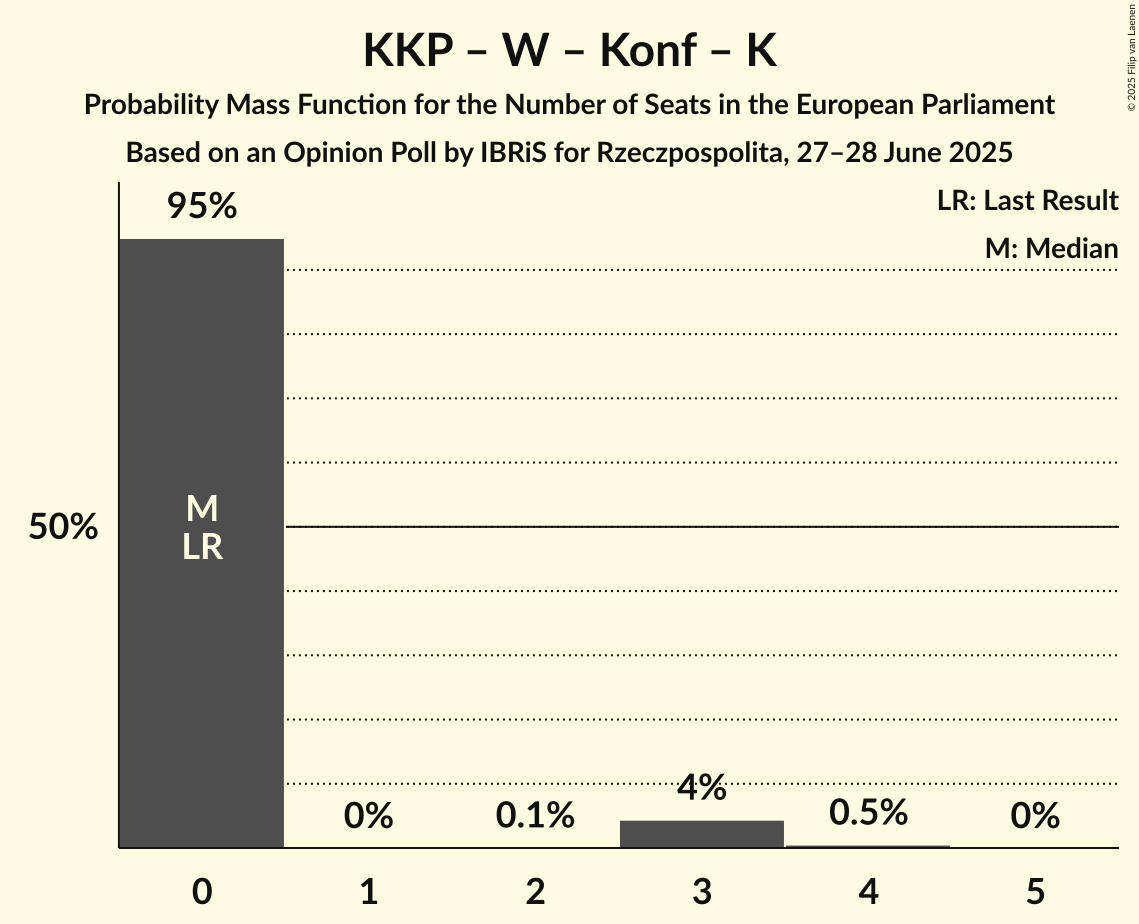 KKP – W – Konf – K
Probability Mass Function for the Number of Seats in the European Parliament
Based on an Opinion Poll by IBRiS for Rzeczpospolita, 27–28 June 2025
© 2025 Filip van Laenen
LR: Last Result
M: Median
95%
M
LR
50%
0%
0.1%
4%
0.5%
0%
0
1
2
3
4
5